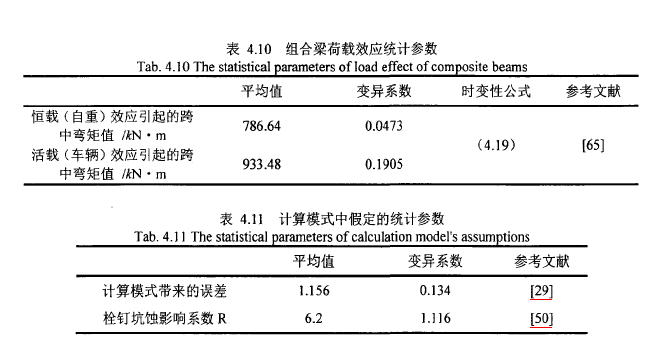 表 4.10 组合梁荷载效应统计参数
Tab. 4.10 The statistical parameters of load effect of composite beams
平均值 变异系数 时变性公式 参考文献
恒载（自重）效应引起的跨
中弯矩值 /kN·m 786.64 0.0473
(4.19) [65]
活载（车辆）效应引起的跨
中弯矩值 /kN·m 933.48 0.1905
表 4.11 计算模式中假定的统计参数
Tab. 4.11 The statistical parameters of calculation model's assumptions
平均值 变异系数 参考文献
计算模式带来的误差 1.156 0.134 [29]
栓钉坑蚀影响系数 R 6.2 1.116 [50]